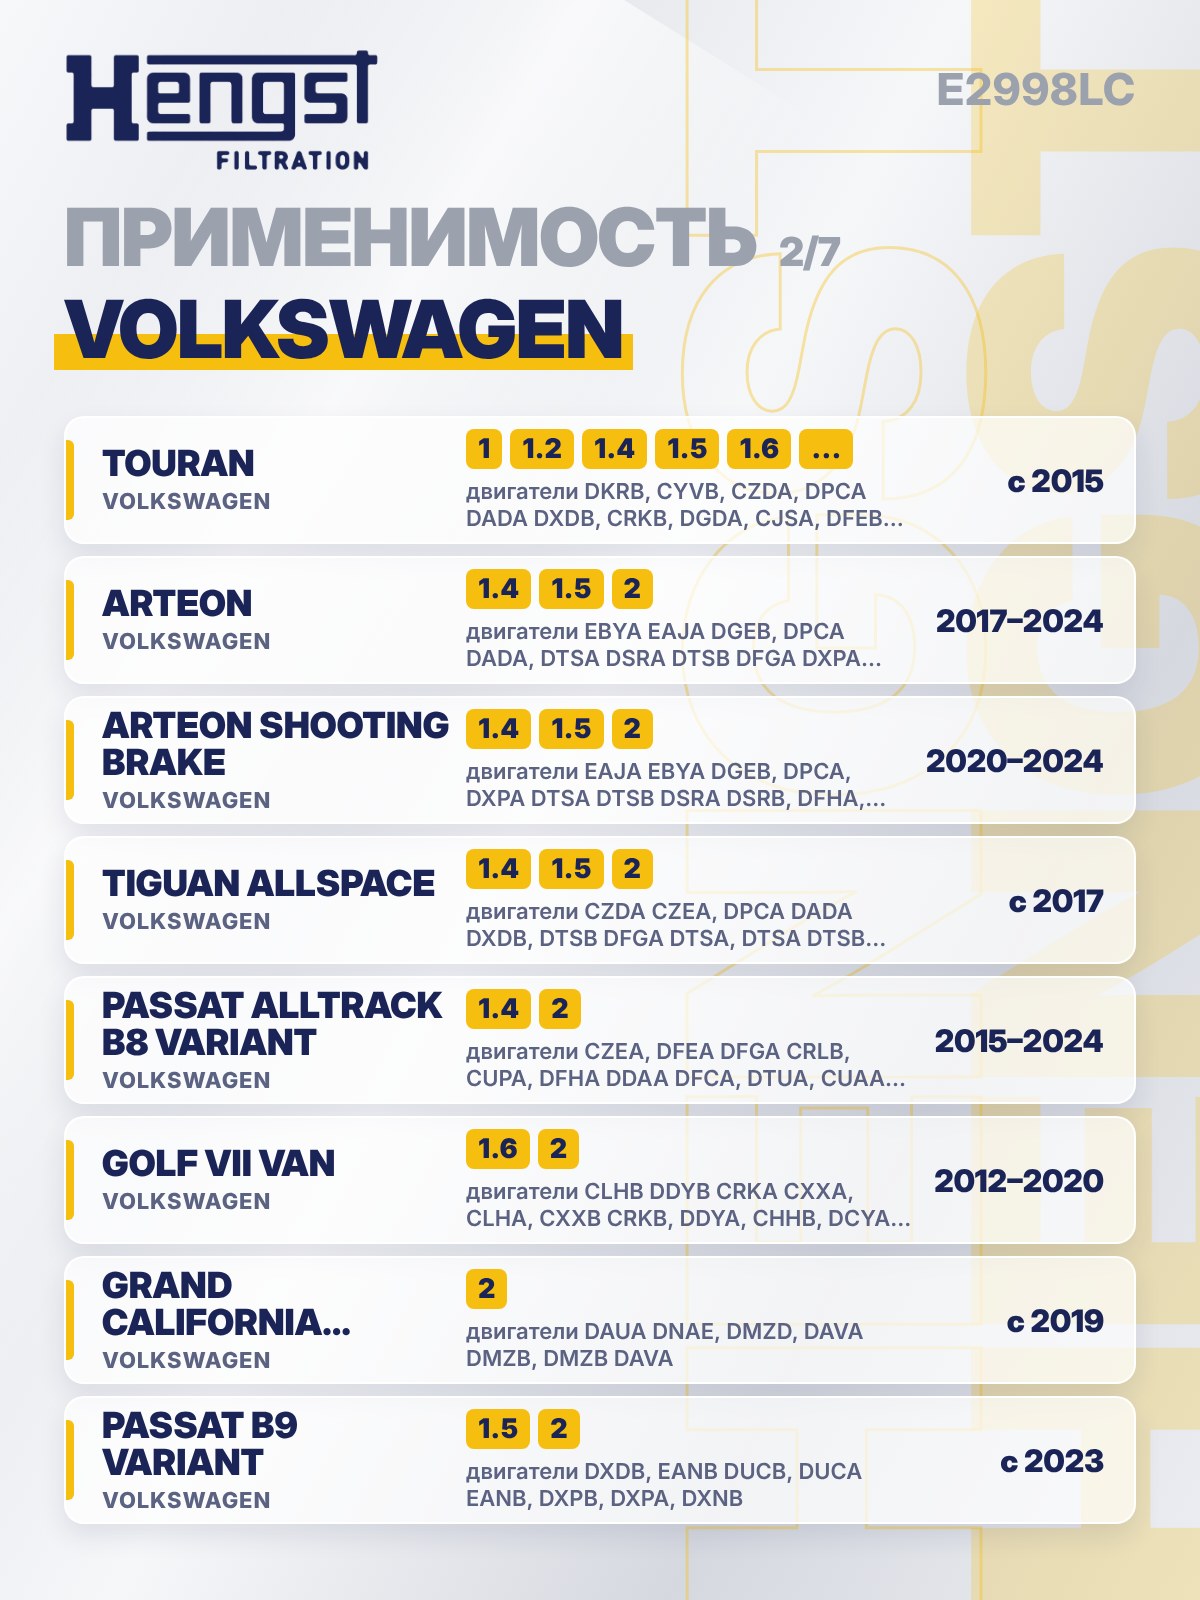 Hengst
FILTRATION
E2998LC
ПРИМЕНИМОСТЬ 2/7
VOLKSWAGEN
TOURAN
VOLKSWAGEN
1 1.2 1.4 1.5 1.6 ...
двигатели DKRB, CYVB, CZDA, DPCA
DADA DXDB, CRKB, DGDA, CJSA, DFEB...
с 2015
ARTEON
VOLKSWAGEN
1.4 1.5 2
двигатели EBYA EAJA DGEB, DPCA
DADA, DTSA DSRA DTSB DFGA DXPA...
2017–2024
ARTEON SHOOTING
BRAKE
VOLKSWAGEN
1.4 1.5 2
двигатели EAJA EBYA DGEB, DPCA,
DXPA DTSA DTSB DSRA DSRB, DFHA,...
2020–2024
TIGUAN ALLSPACE
VOLKSWAGEN
1.4 1.5 2
двигатели CZDA CZEA, DPCA DADA
DXDB, DTSB DFGA DTSA, DTSA DTSB...
с 2017
PASSAT ALLTRACK
B8 VARIANT
VOLKSWAGEN
1.4 2
двигатели CZEA, DFEA DFGA CRLB,
CUPA, DFHA DDAA DFCA, DTUA, CUAA...
2015–2024
GOLF VII VAN
VOLKSWAGEN
1.6 2
двигатели CLHB DDYB CRKA CXXA,
CLHA, CXXB CRKB, DDYA, CHHB, DCYA...
2012–2020
GRAND
CALIFORNIA...
VOLKSWAGEN
2
двигатели DAUA DNAE, DMZD, DAVA
DMZB, DMZB DAVA
с 2019
PASSAT B9
VARIANT
VOLKSWAGEN
1.5 2
двигатели DXDB, EANB DUCB, DUCA
EANB, DXPB, DXPA, DXNB
с 2023
HENGST